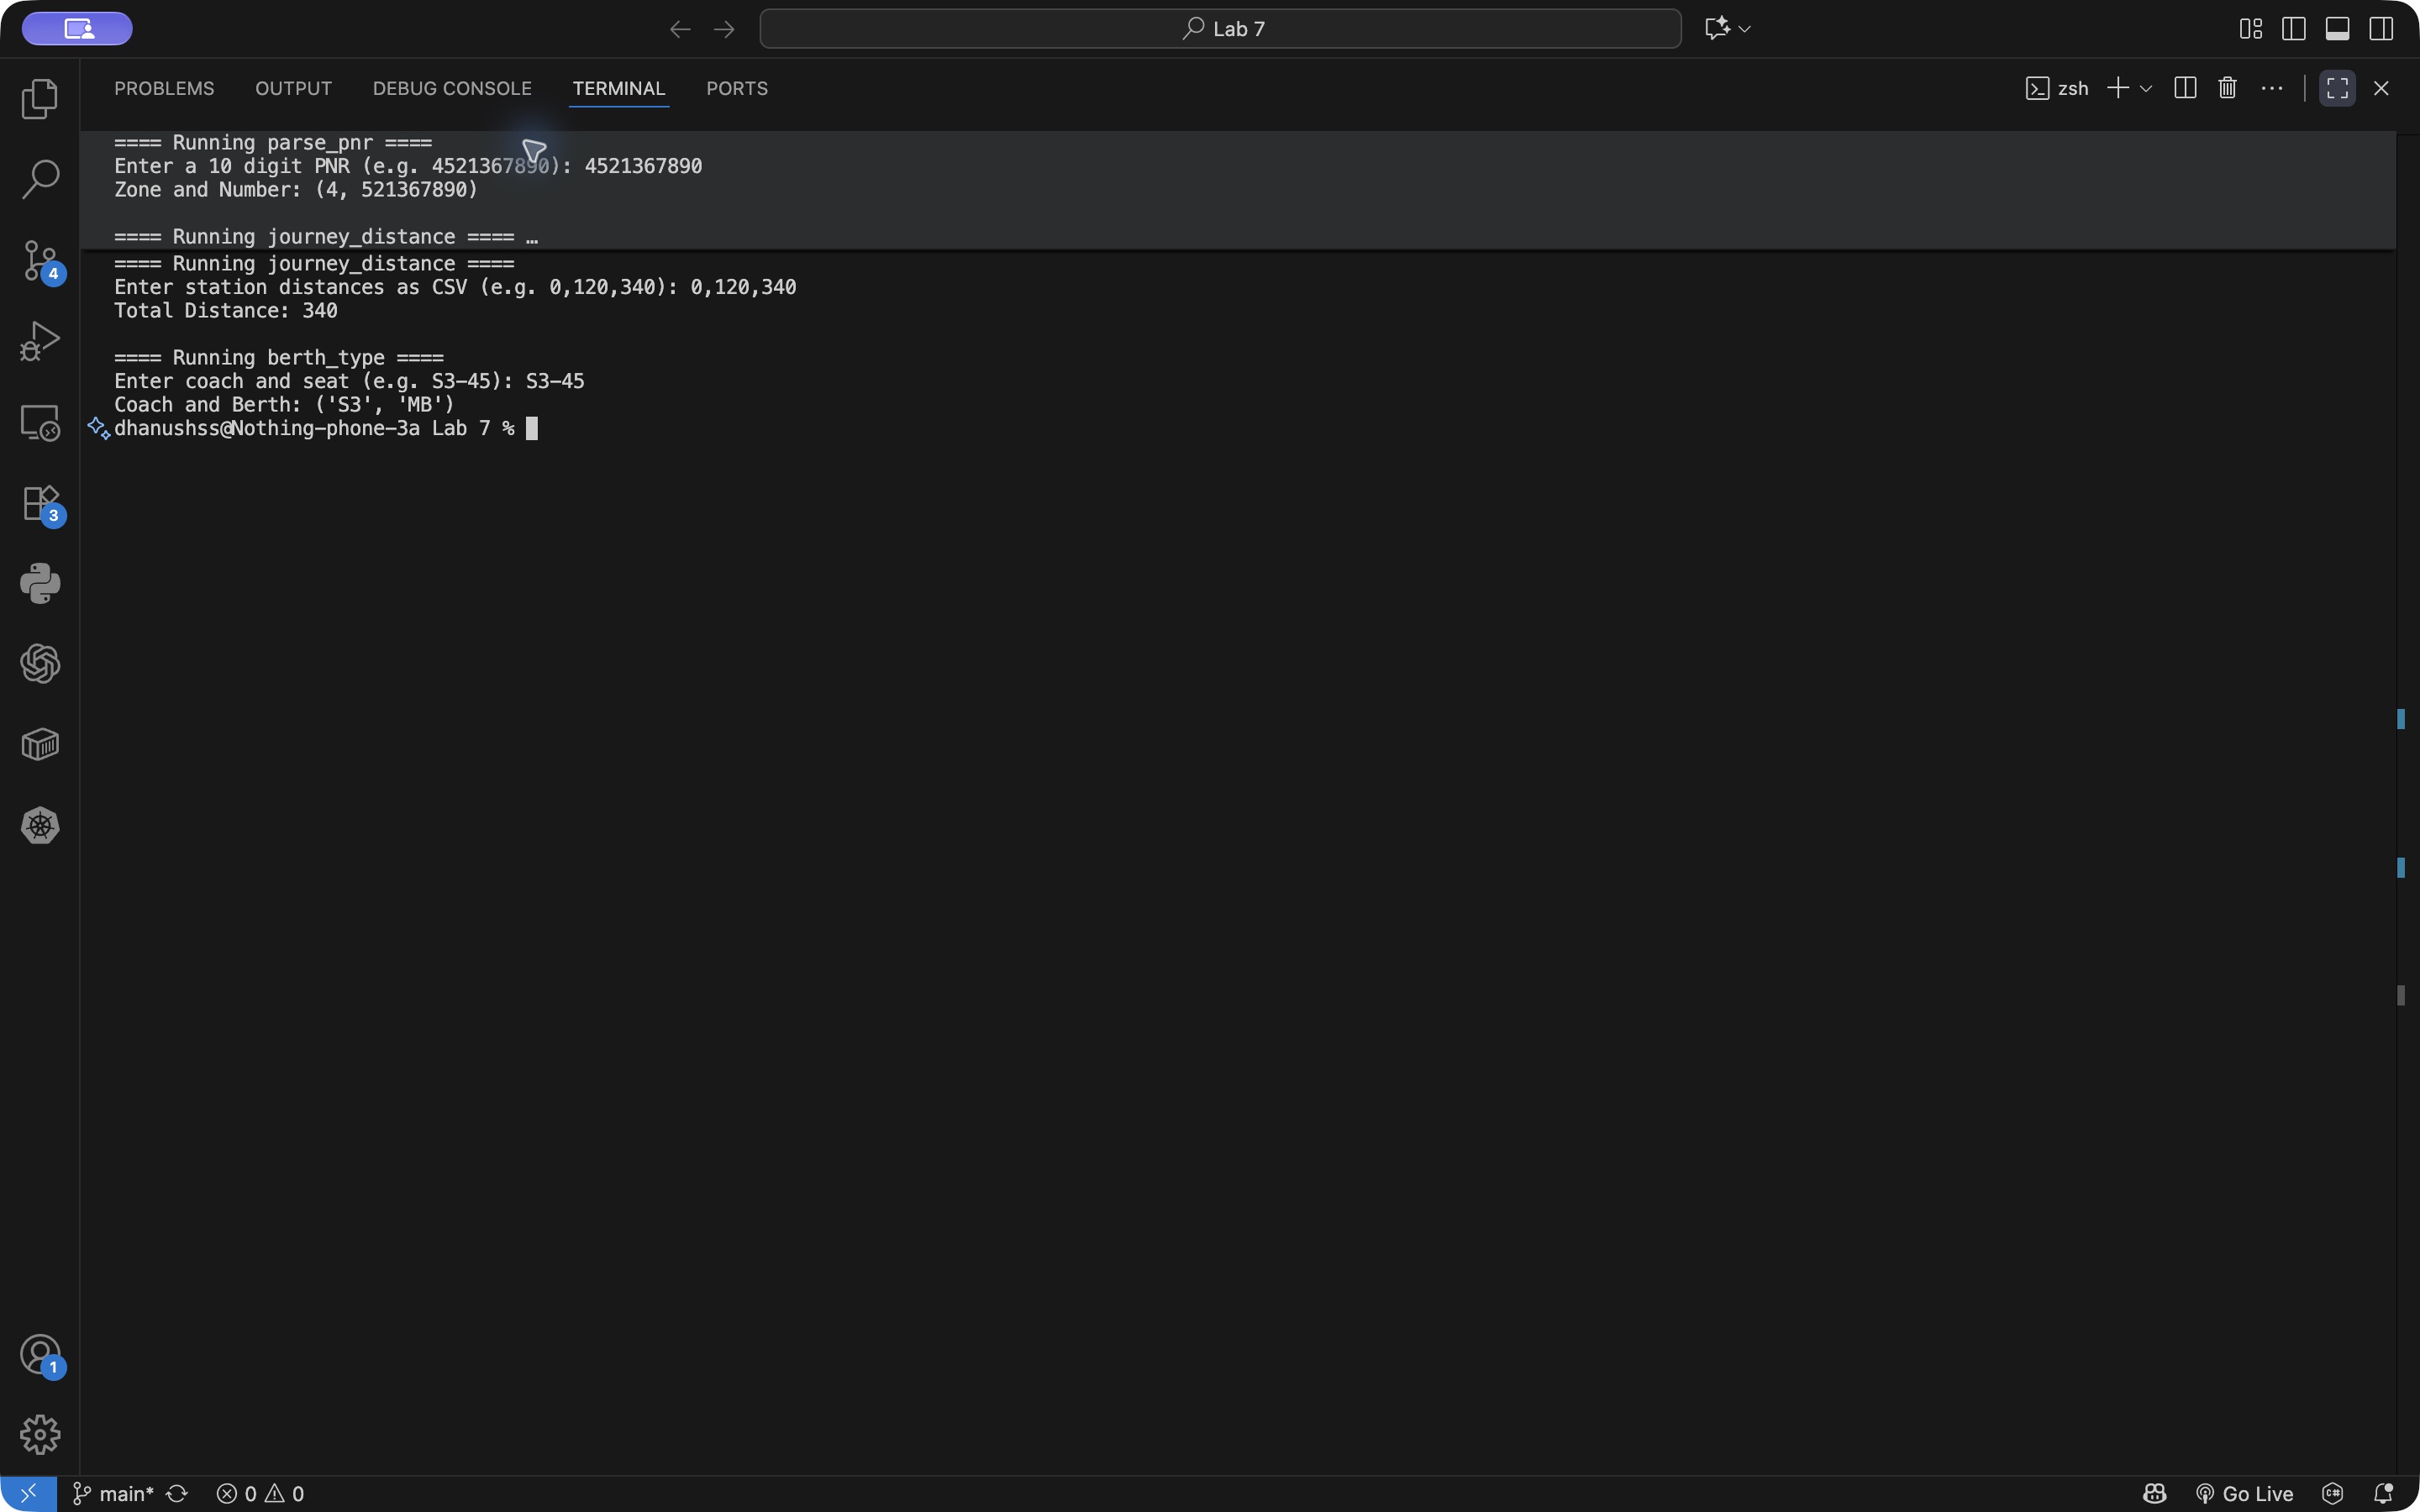 Lab 7
PROBLEMS OUTPUT DEBUG CONSOLE TERMINAL PORTS
zsh
==== Running parse_pnr ====
Enter a 10 digit PNR (e.g. 4521367890): 4521367890
Zone and Number: (4, 521367890)
==== Running journey_distance ==== …
==== Running journey_distance ====
Enter station distances as CSV (e.g. 0,120,340): 0,120,340
Total Distance: 340
==== Running berth_type ====
Enter coach and seat (e.g. S3-45): S3-45
Coach and Berth: ('S3', 'MB')
dhanushss@Nothing-phone-3a Lab 7 %
4
3
1
main* 0 0 Go Live